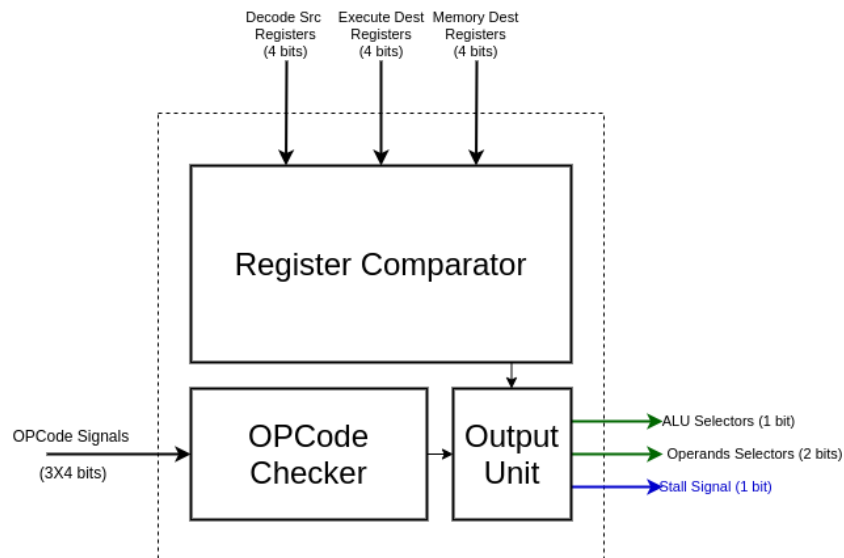 Decode Src
Registers
(4 bits)
Execute Dest
Registers
(4 bits)
Memory Dest
Registers
(4 bits)
Register Comparator
OPCode Signals
(3X4 bits)
OPCode
Checker
Output
Unit
ALU Selectors (1 bit)
Operands Selectors (2 bits)
Stall Signal (1 bit)